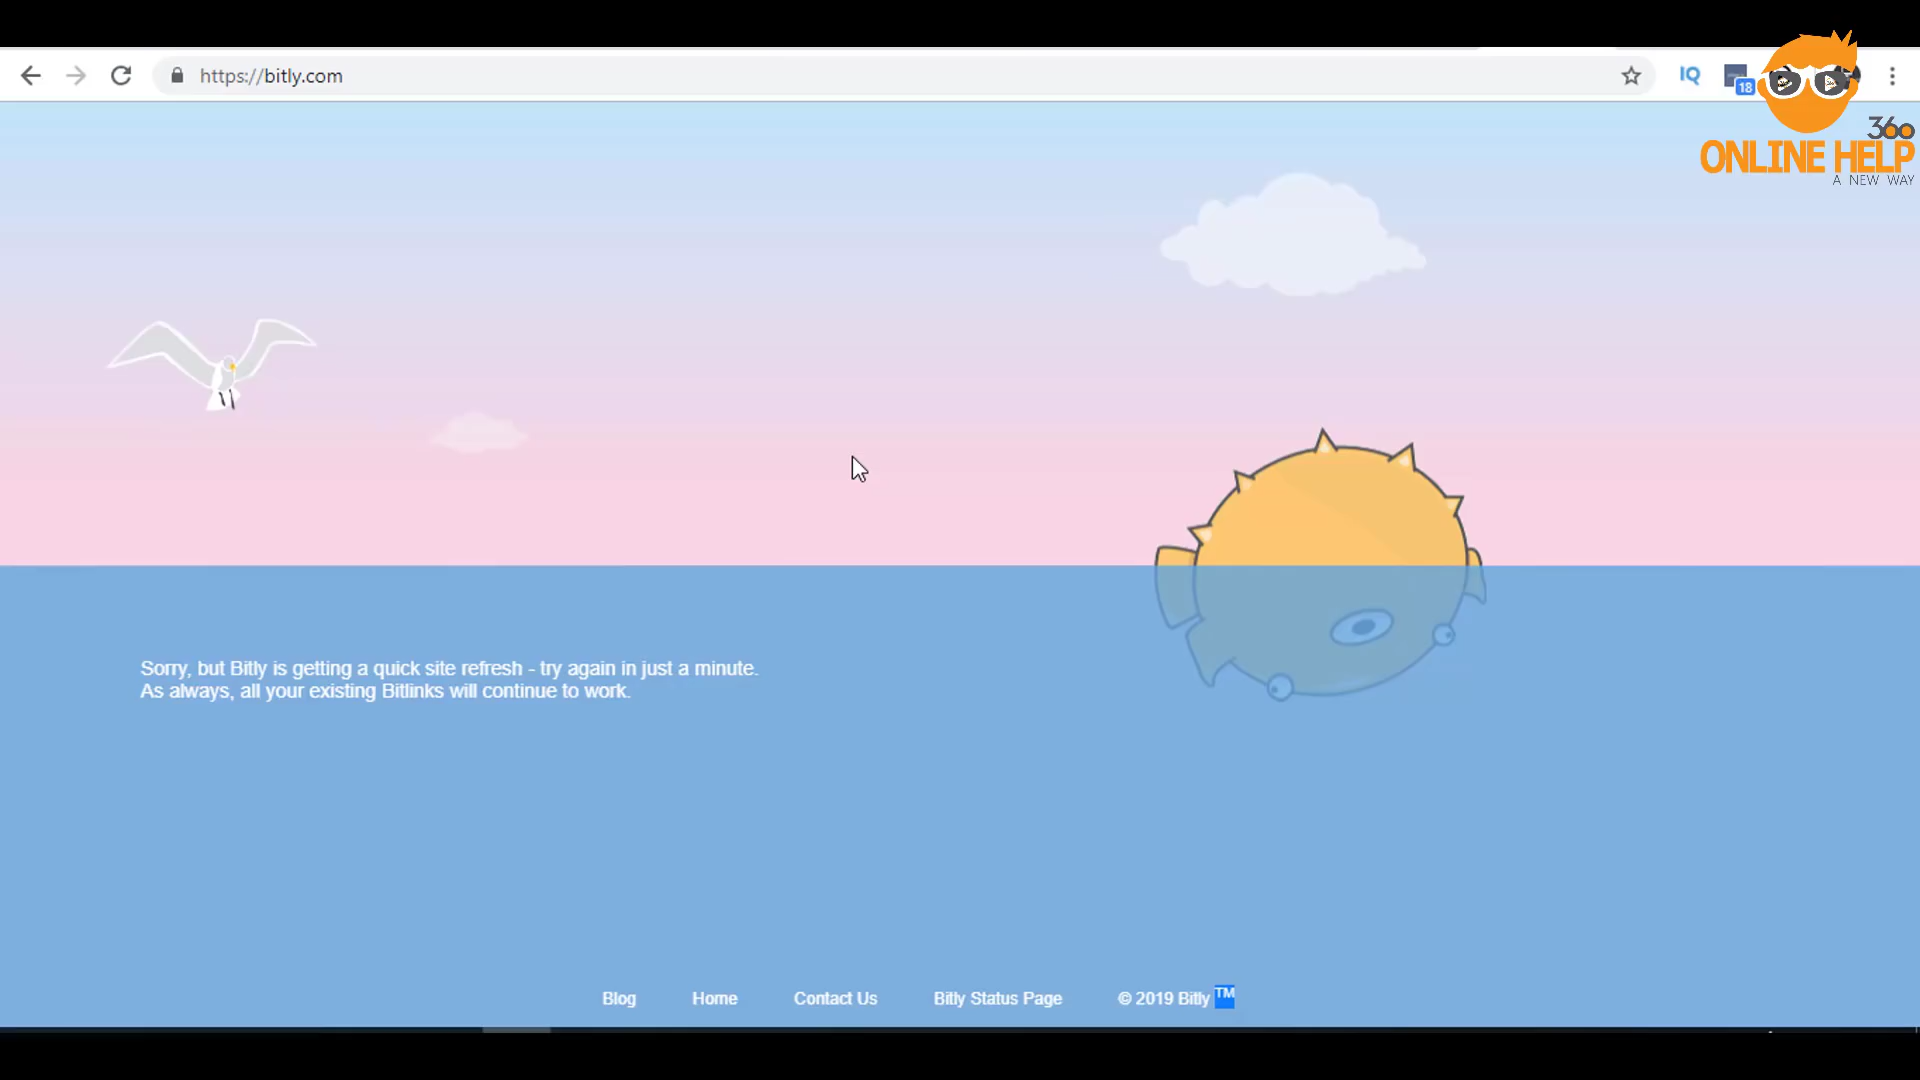 https://bitly.com
IQ
18
360
ONLINE HELP
A NEW WAY
Sorry, but Bitly is getting a quick site refresh - try again in just a minute.
As always, all your existing Bitlinks will continue to work.
Blog Home Contact Us Bitly Status Page © 2019 Bitly ™